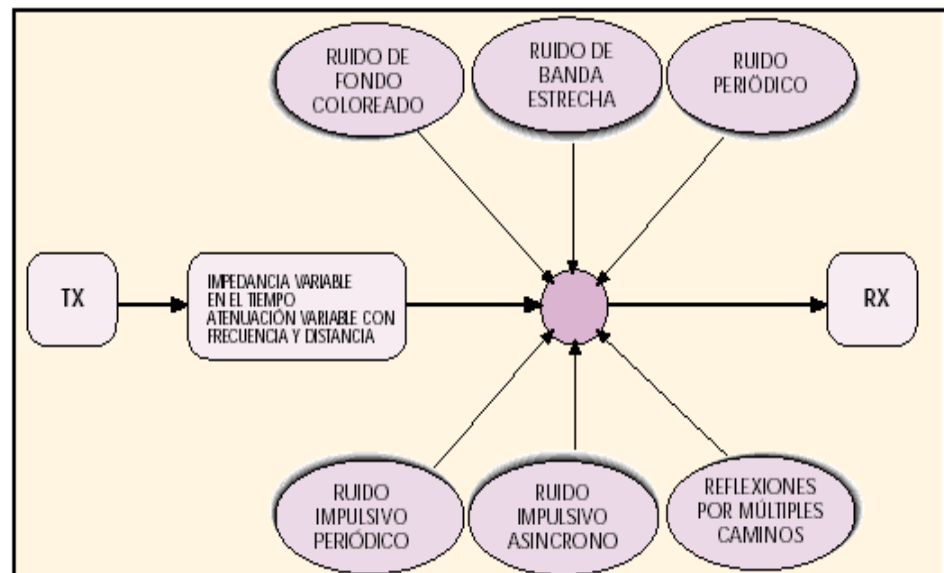 RUIDO DE
FONDO
COLOREADO
RUIDO DE
BANDA
ESTRECHA
RUIDO
PERIÓDICO
TX
IMPEDANCIA VARIABLE
EN EL TIEMPO
ATENUACIÓN VARIABLE CON
FRECUENCIA Y DISTANCIA
RX
RUIDO
IMPULSIVO
PERIÓDICO
RUIDO
IMPULSIVO
ASINCRONO
REFLEXIONES
POR MÚLTIPLES
CAMINOS